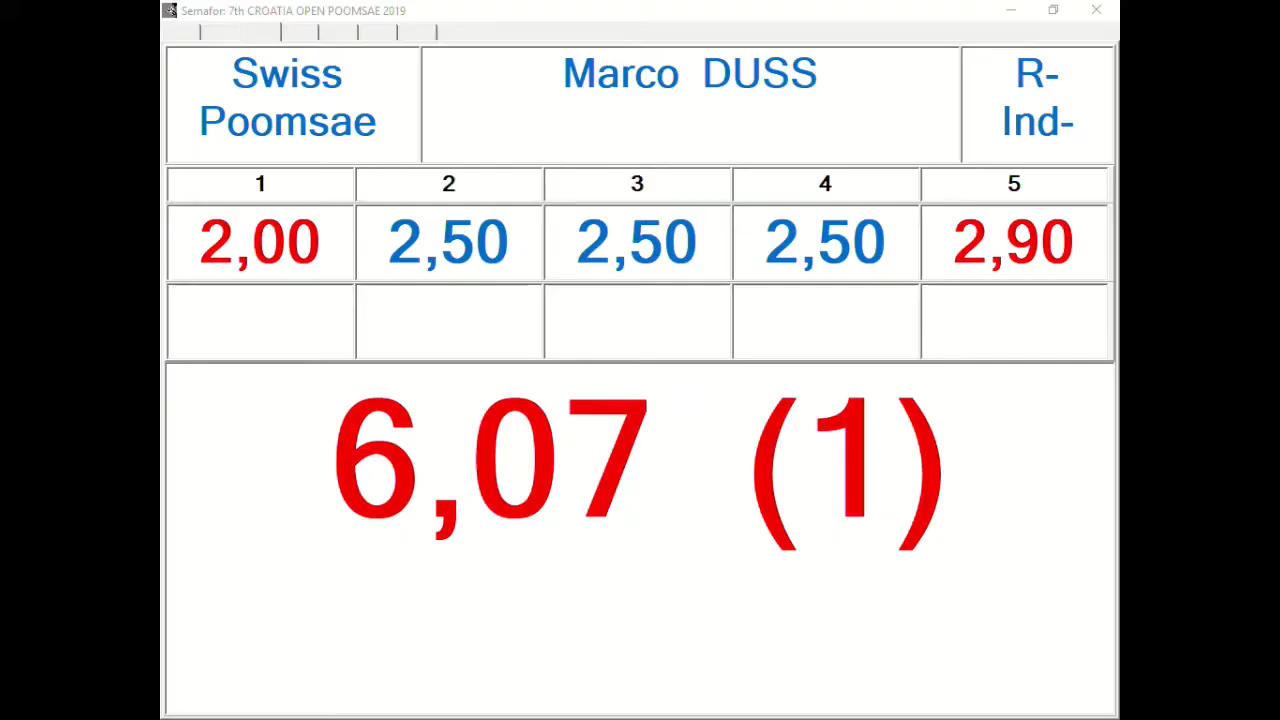 Semafor: 7th CROATIA OPEN POOMSAE 2019
Swiss
Poomsae
Marco DUSS
R-
Ind-
1 2 3 4 5
2,00 2,50 2,50 2,50 2,90
6,07 (1)